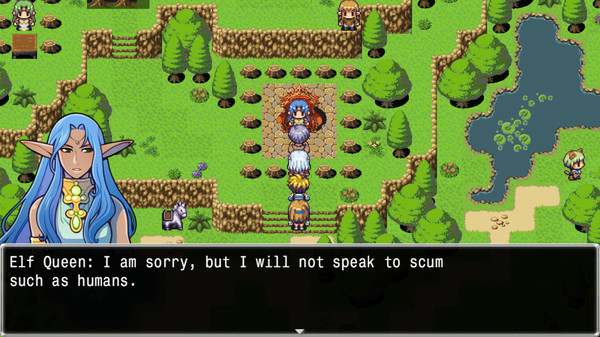 Elf Queen: I am sorry, but I will not speak to scum
such as humans.